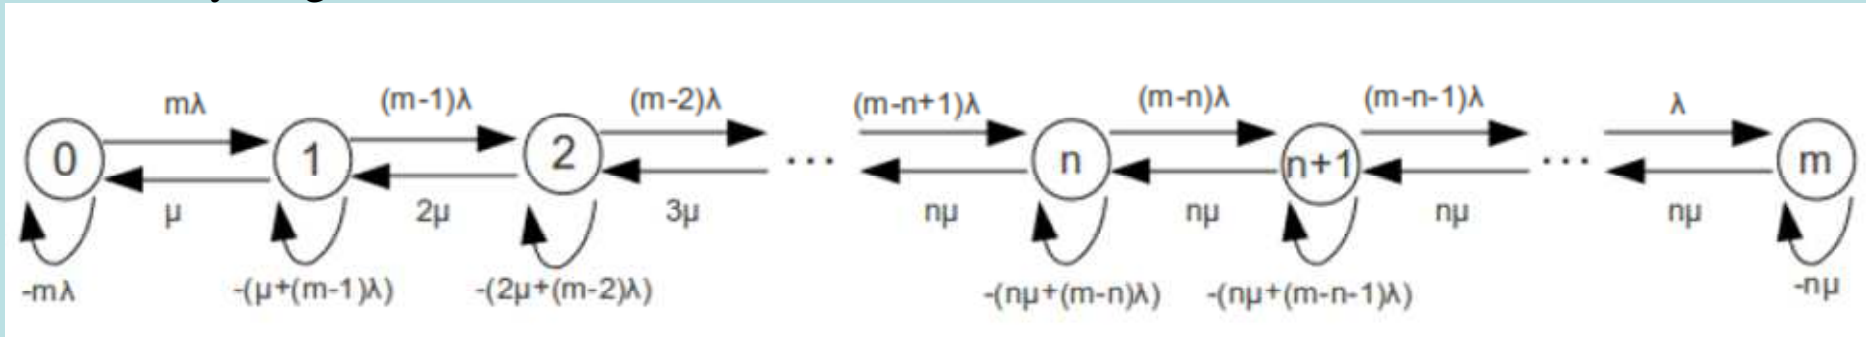 mλ (m-1)λ (m-2)λ (m-n+1)λ (m-n)λ (m-n-1)λ λ
0 1 2 ... n n+1 ... m
μ 2μ 3μ nμ nμ nμ nμ
-mλ -(μ+(m-1)λ) -(2μ+(m-2)λ) -(nμ+(m-n)λ) -(nμ+(m-n-1)λ) -nμ